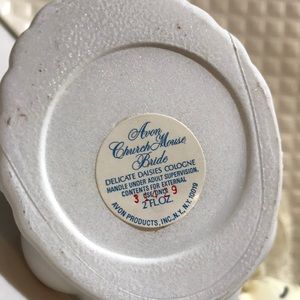 Avon
Church Mouse
Bride
DELICATE DAISIES COLOGNE
HANDLE UNDER ADULT SUPERVISION.
CONTENTS FOR EXTERNAL
USE ONLY.
2 FL.OZ.
AVON PRODUCTS, INC., N.Y., N.Y. 10019